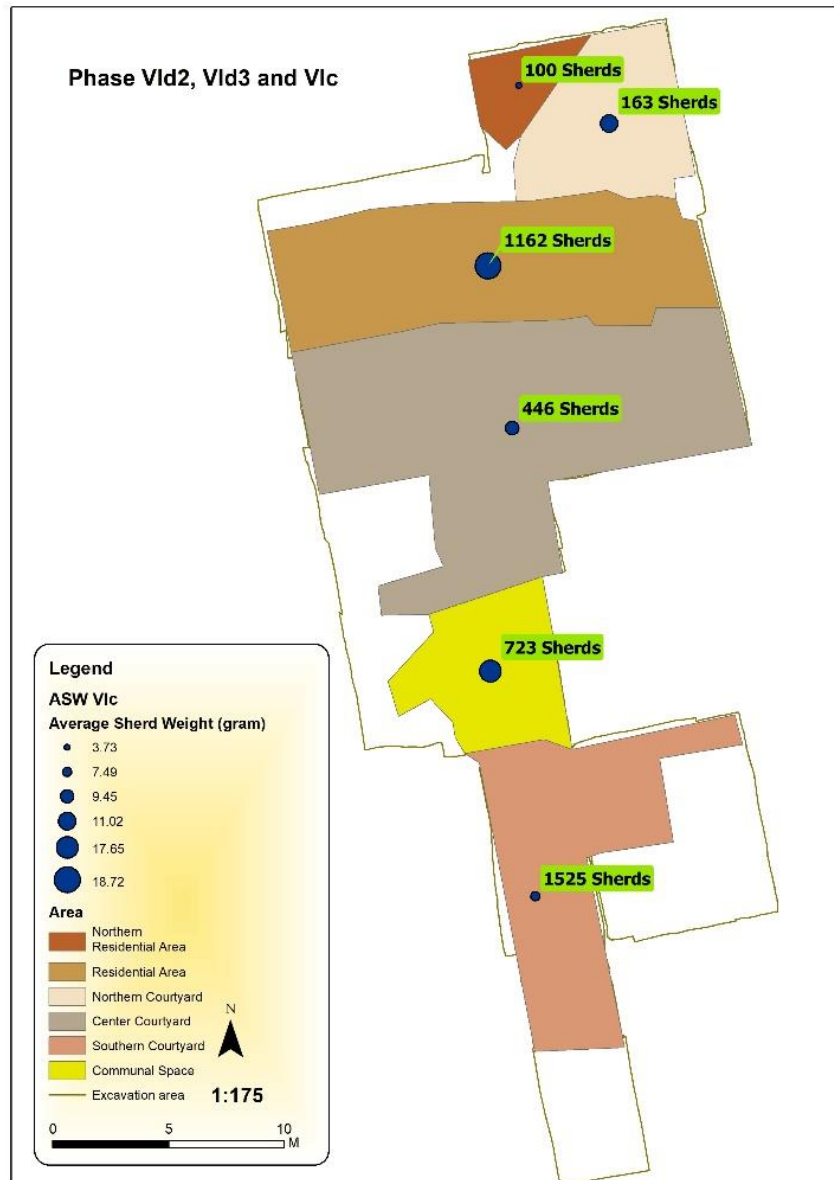 Phase VId2, VId3 and VIc
100 Sherds
163 Sherds
1162 Sherds
446 Sherds
723 Sherds
1525 Sherds
Legend
ASW VIc
Average Sherd Weight (gram)
3.73
7.49
9.45
11.02
17.65
18.72
Area
Northern
Residential Area
Residential Area
Northern Courtyard
Center Courtyard
Southern Courtyard
Communal Space
Excavation area
N
1:175
0 5 10
M